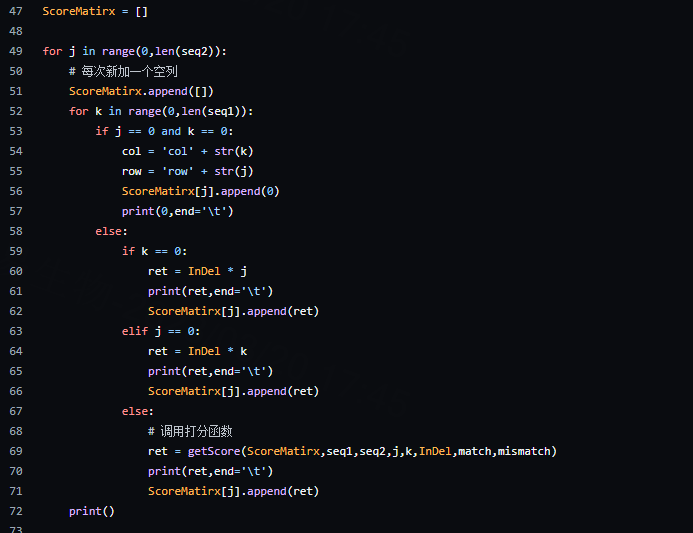 47 ScoreMatirx = []
48
49 for j in range(0,len(seq2)):
50     # 每次新加一个空列
51     ScoreMatirx.append([])
52     for k in range(0,len(seq1)):
53         if j == 0 and k == 0:
54             col = 'col' + str(k)
55             row = 'row' + str(j)
56             ScoreMatirx[j].append(0)
57             print(0,end='\t')
58         else:
59             if k == 0:
60                 ret = InDel * j
61                 print(ret,end='\t')
62                 ScoreMatirx[j].append(ret)
63             elif j == 0:
64                 ret = InDel * k
65                 print(ret,end='\t')
66                 ScoreMatirx[j].append(ret)
67             else:
68                 # 调用打分函数
69                 ret = getScore(ScoreMatirx,seq1,seq2,j,k,InDel,match,mismatch)
70                 print(ret,end='\t')
71                 ScoreMatirx[j].append(ret)
72     print()
73